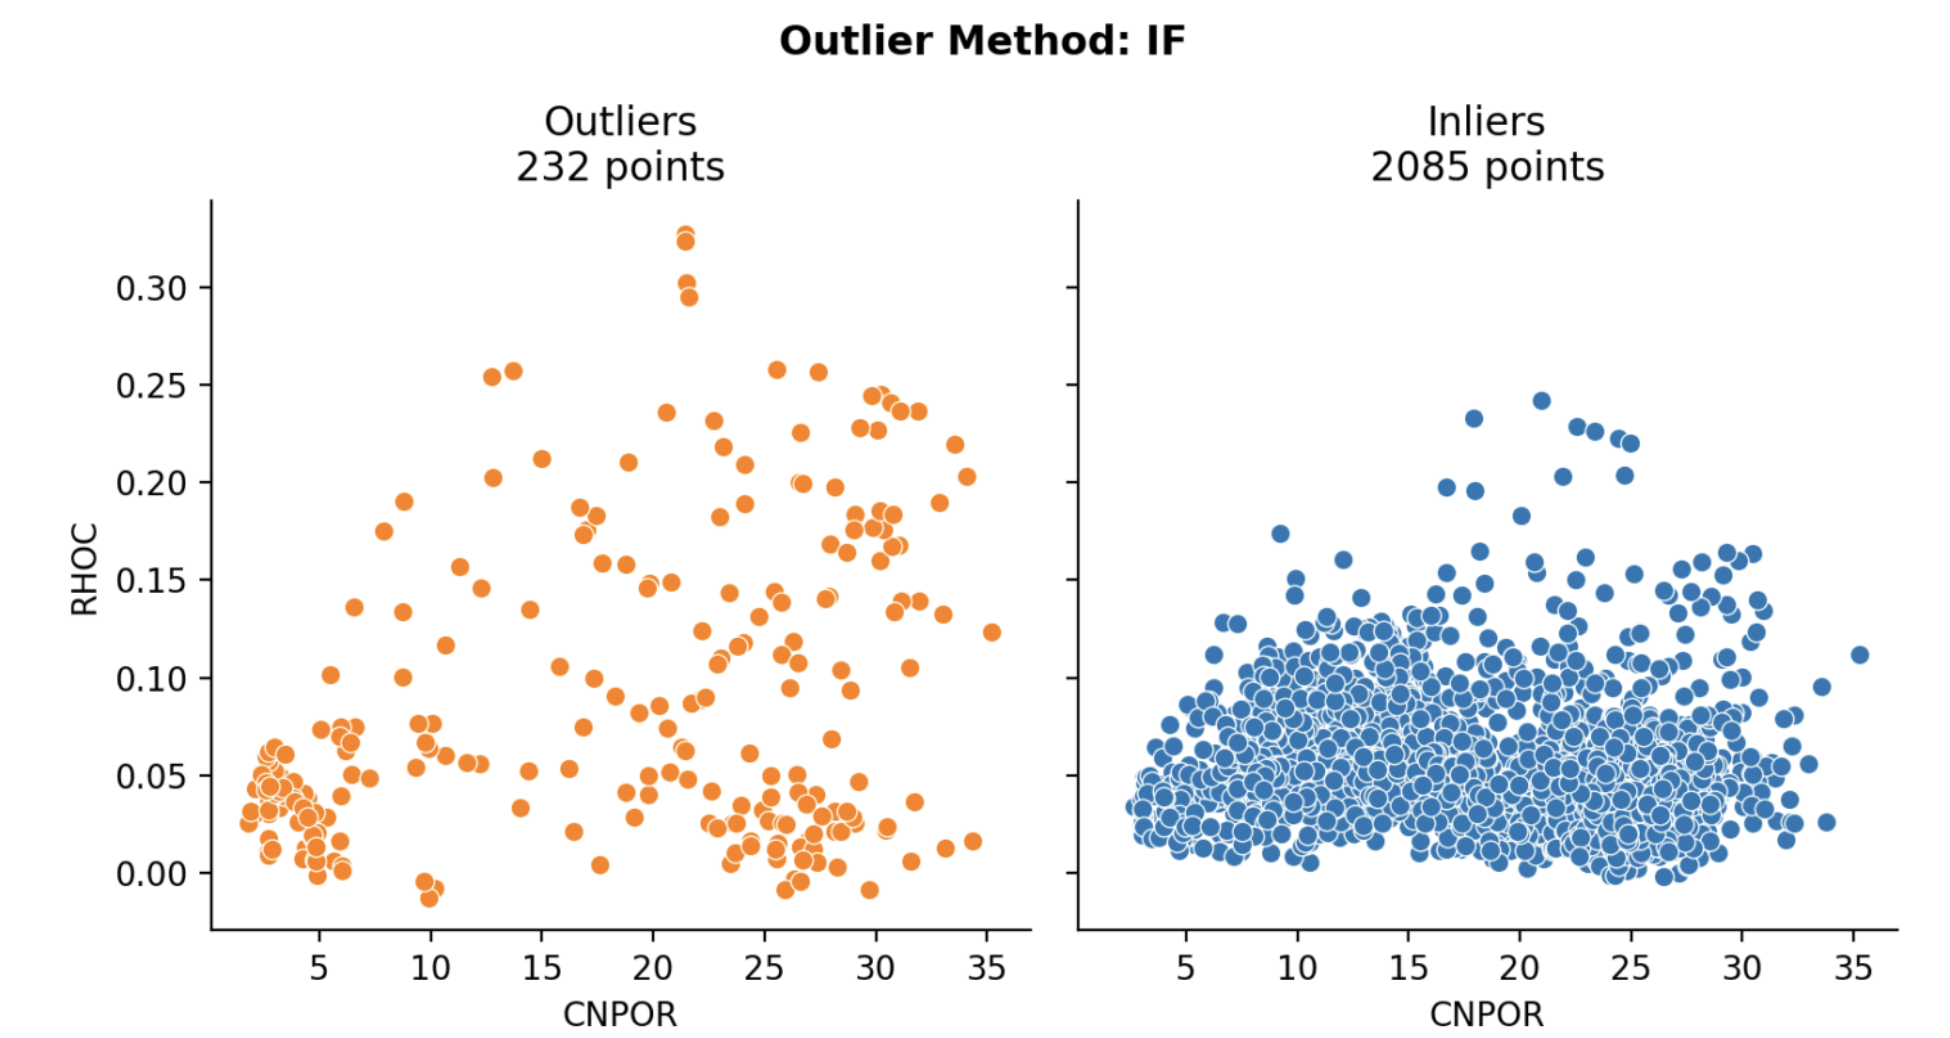 Outlier Method: IF
Outliers
232 points
Inliers
2085 points
RHOC
0.30
0.25
0.20
0.15
0.10
0.05
0.00
5 10 15 20 25 30 35
CNPOR
5 10 15 20 25 30 35
CNPOR